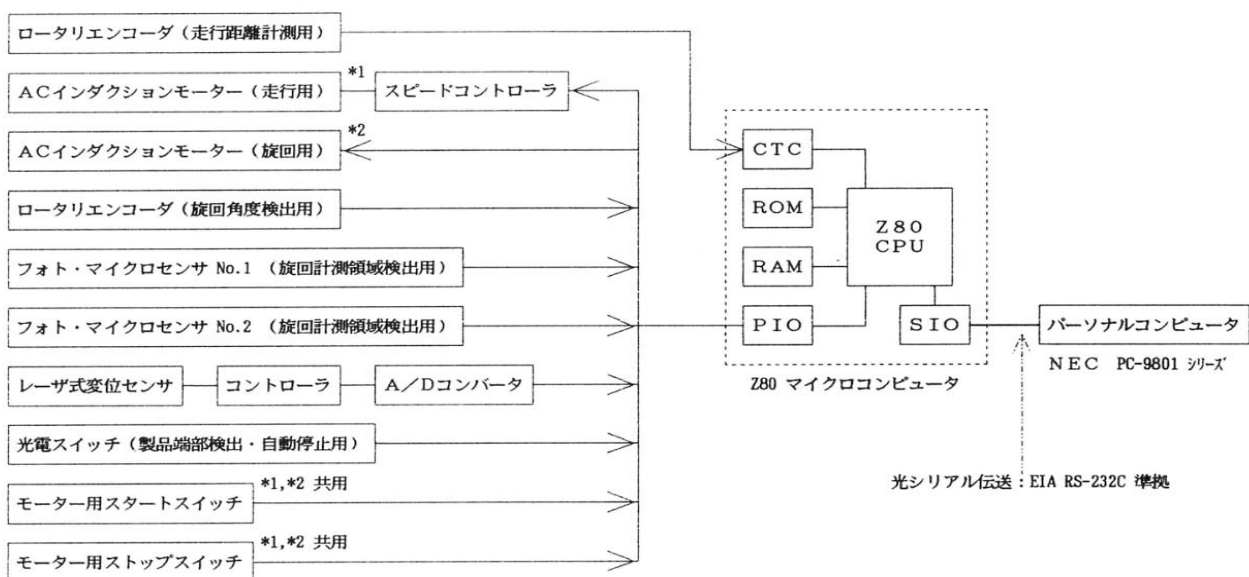 ロータリエンコーダ（走行距離計測用）
ＡＣインダクションモーター（走行用）
*1
スピードコントローラ
ＡＣインダクションモーター（旋回用）
*2
ロータリエンコーダ（旋回角度検出用）
フォト・マイクロセンサ No.1 （旋回計測領域検出用）
フォト・マイクロセンサ No.2 （旋回計測領域検出用）
レーザ式変位センサ
コントローラ
Ａ／Ｄコンバータ
光電スイッチ（製品端部検出・自動停止用）
モーター用スタートスイッチ
*1,*2 共用
モーター用ストップスイッチ
*1,*2 共用
ＣＴＣ
ＲＯＭ
ＲＡＭ
ＰＩＯ
Ｚ８０
ＣＰＵ
ＳＩＯ
Z80 マイクロコンピュータ
パーソナルコンピュータ
ＮＥＣ PC-9801 ｼﾘｰｽﾞ
光シリアル伝送：EIA RS-232C 準拠